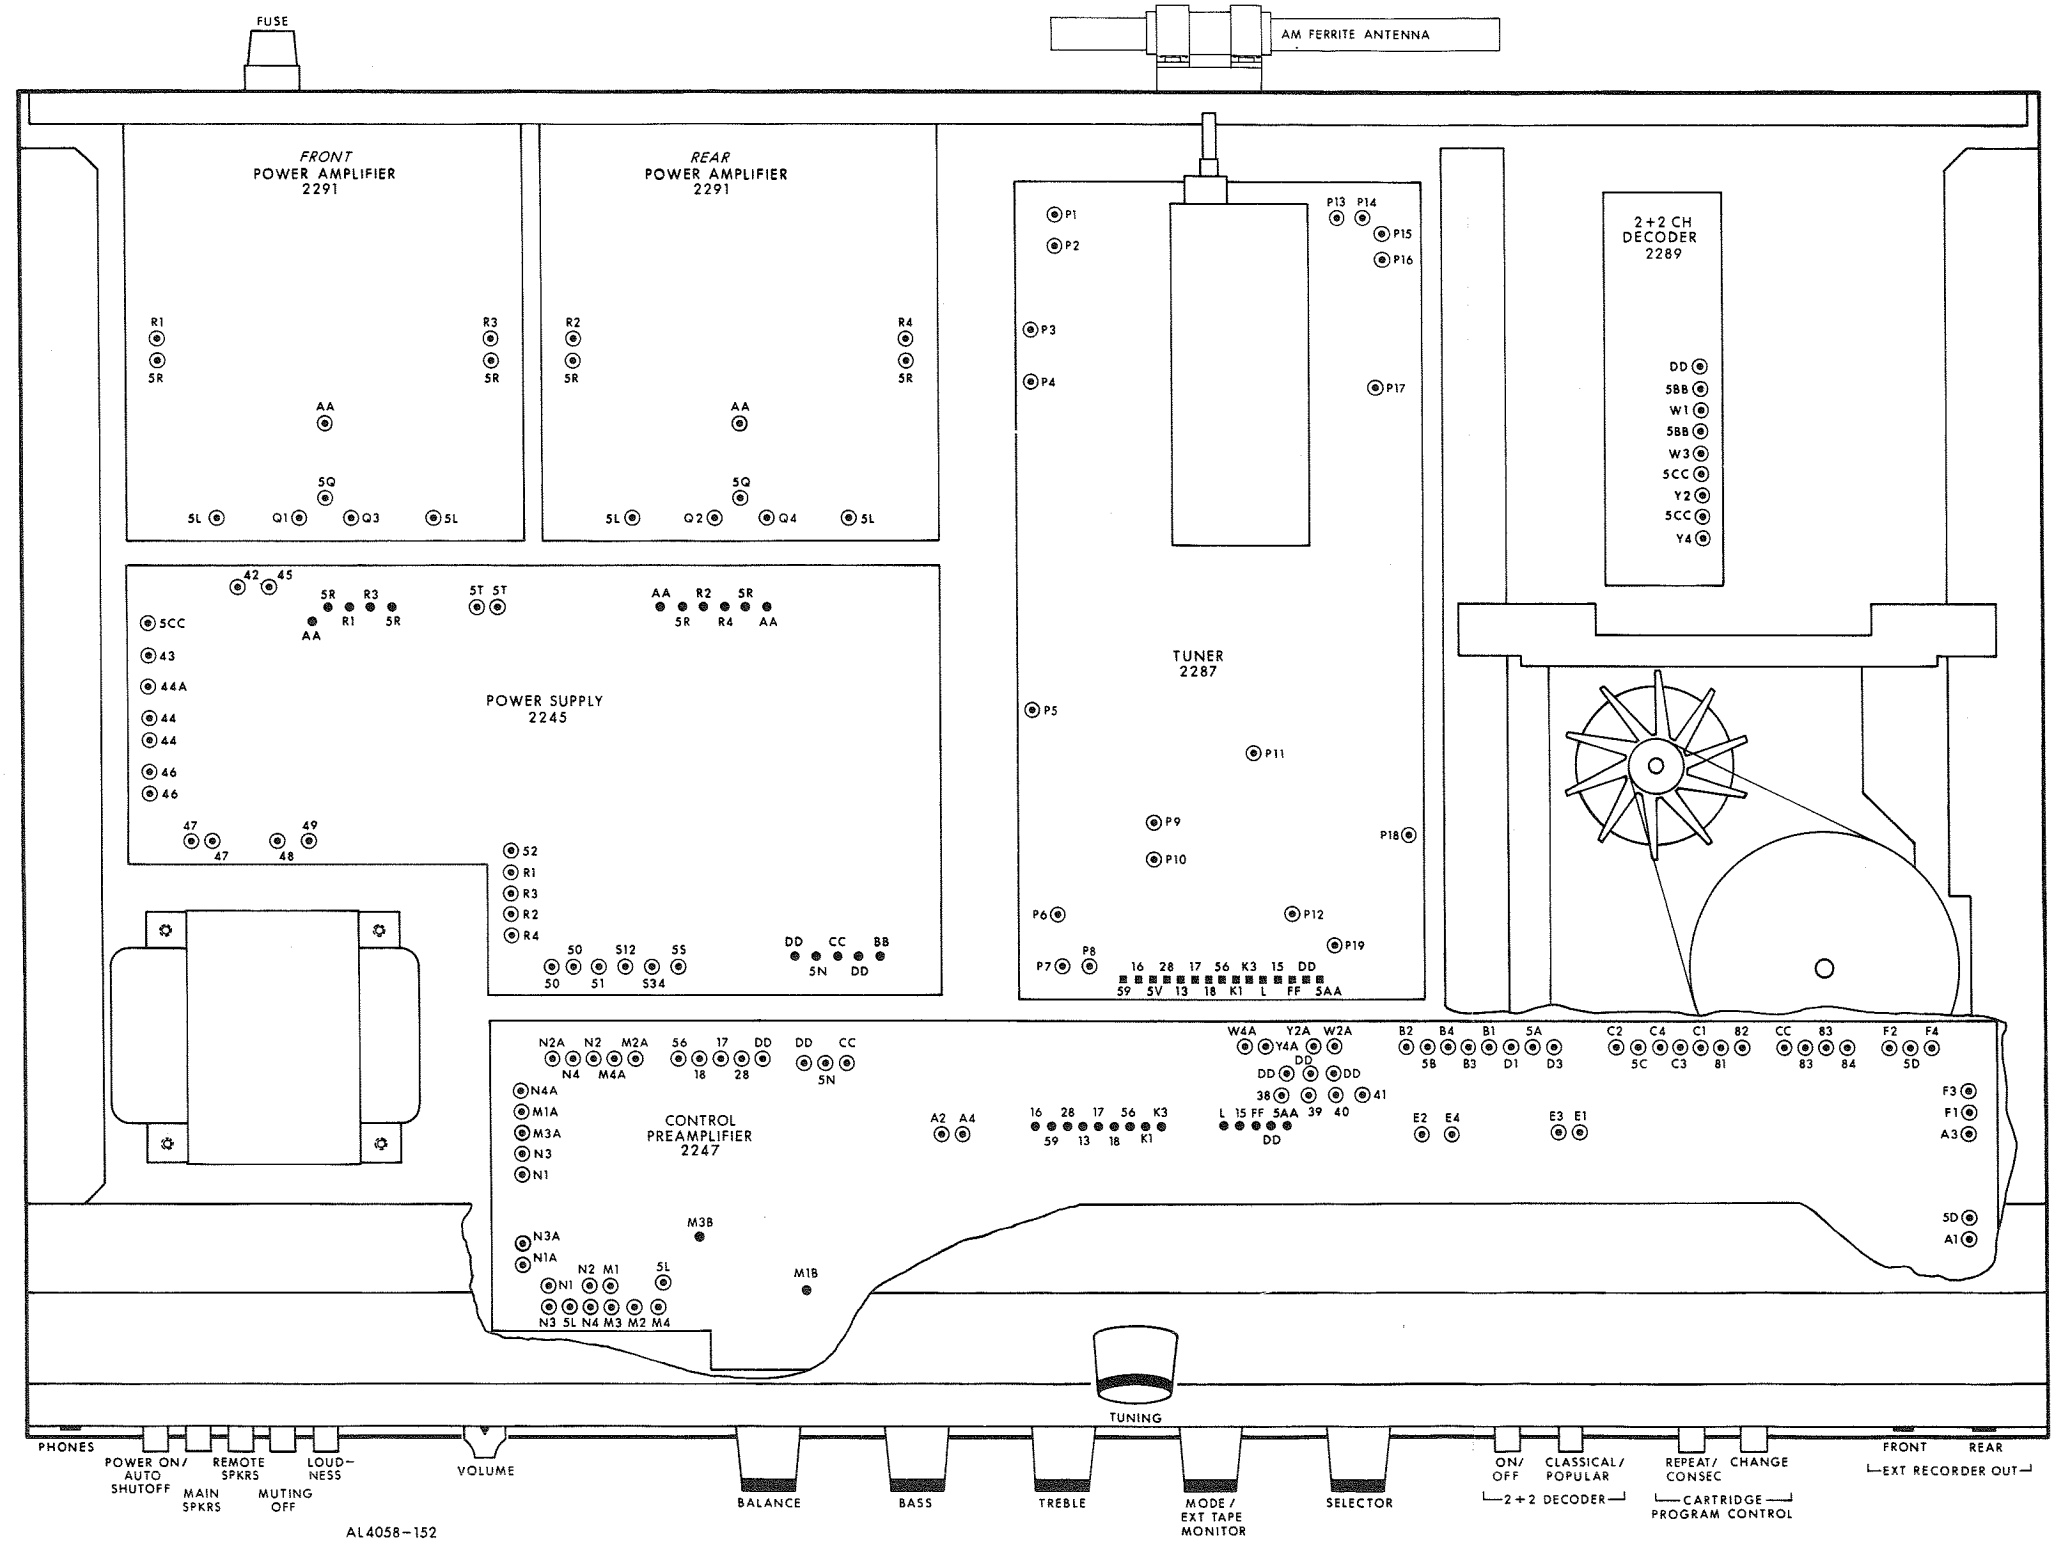 FUSE
AM FERRITE ANTENNA
FRONT
POWER AMPLIFIER
2291
REAR
POWER AMPLIFIER
2291
P1
P2
P13 P14
P15
P16
2+2 CH
DECODER
2289
R1
5R
R3
5R
R2
5R
R4
5R
P3
P4
P17
DD
5BB
W1
5BB
W3
5CC
Y2
5CC
Y4
AA
5Q
5L
Q1
Q3
5L
AA
5Q
5L
Q2
Q4
5L
42 45
5R R3
AA R1 5R
5T 5T
AA R2 5R
5R R4 AA
5CC
43
44A
44
44
46
46
POWER SUPPLY
2245
TUNER
2287
P5
P11
P9
P10
P18
47
47
48
49
52
R1
R3
R2
R4
50 S12 5S
50 51 S34
DD CC BB
5N DD
P6
P12
P19
P7
P8
16 28 17 56 K3 15 DD
59 5V 13 18 K1 L FF 5AA
N2A N2 M2A
N4 M4A
56 17 DD
18 28
DD CC
5N
W4A Y2A W2A
Y4A
DD
DD DD
38 39 40 41
B2 B4 B1 5A
5B B3 D1 D3
C2 C4 C1 82
5C C3 81
CC 83
83 84
F2 F4
5D
N4A
M1A
M3A
N3
N1
CONTROL
PREAMPLIFIER
2247
A2 A4
16 28 17 56 K3
59 13 18 K1
L 15 FF 5AA
DD
E2 E4
E3 E1
F3
F1
A3
5D
A1
M3B
N3A
N1A
N1
N2 M1
5L
M1B
N3 5L N4 M3 M2 M4
TUNING
PHONES
POWER ON/
AUTO
SHUTOFF
MAIN
SPKRS
REMOTE
SPKRS
MUTING
OFF
LOUD-
NESS
VOLUME
BALANCE
BASS
TREBLE
MODE/
EXT TAPE
MONITOR
SELECTOR
ON/
OFF
CLASSICAL/
POPULAR
2+2 DECODER
REPEAT/
CONSEC
CHANGE
CARTRIDGE
PROGRAM CONTROL
FRONT
REAR
EXT RECORDER OUT
AL4058-152